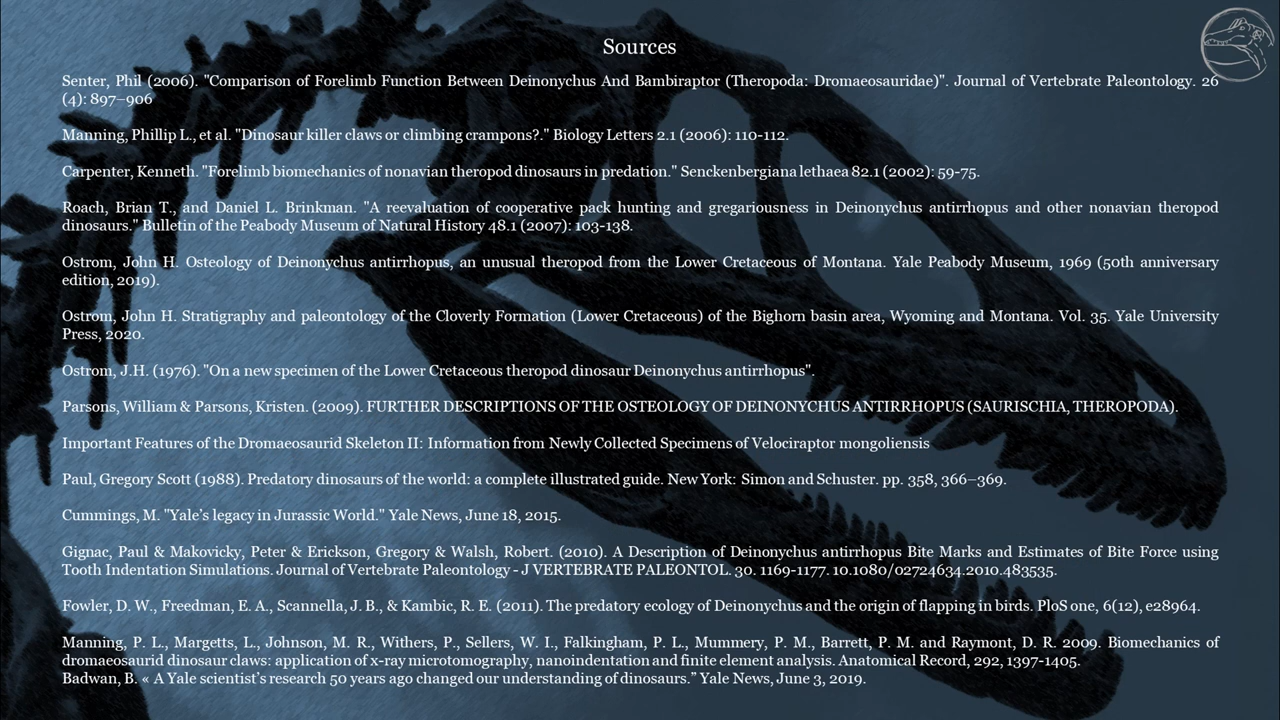 Sources
Senter, Phil (2006). "Comparison of Forelimb Function Between Deinonychus And Bambiraptor (Theropoda: Dromaeosauridae)". Journal of Vertebrate Paleontology. 26
(4): 897–906
Manning, Phillip L., et al. "Dinosaur killer claws or climbing crampons?." Biology Letters 2.1 (2006): 110-112.
Carpenter, Kenneth. "Forelimb biomechanics of nonavian theropod dinosaurs in predation." Senckenbergiana lethaea 82.1 (2002): 59-75.
Roach, Brian T., and Daniel L. Brinkman. "A reevaluation of cooperative pack hunting and gregariousness in Deinonychus antirrhopus and other nonavian theropod
dinosaurs." Bulletin of the Peabody Museum of Natural History 48.1 (2007): 103-138.
Ostrom, John H. Osteology of Deinonychus antirrhopus, an unusual theropod from the Lower Cretaceous of Montana. Yale Peabody Museum, 1969 (50th anniversary
edition, 2019).
Ostrom, John H. Stratigraphy and paleontology of the Cloverly Formation (Lower Cretaceous) of the Bighorn basin area, Wyoming and Montana. Vol. 35. Yale University
Press, 2020.
Ostrom, J.H. (1976). "On a new specimen of the Lower Cretaceous theropod dinosaur Deinonychus antirrhopus".
Parsons, William & Parsons, Kristen. (2009). FURTHER DESCRIPTIONS OF THE OSTEOLOGY OF DEINONYCHUS ANTIRRHOPUS (SAURISCHIA, THEROPODA).
Important Features of the Dromaeosaurid Skeleton II: Information from Newly Collected Specimens of Velociraptor mongoliensis
Paul, Gregory Scott (1988). Predatory dinosaurs of the world: a complete illustrated guide. New York: Simon and Schuster. pp. 358, 366–369.
Cummings, M. "Yale’s legacy in Jurassic World." Yale News, June 18, 2015.
Gignac, Paul & Makovicky, Peter & Erickson, Gregory & Walsh, Robert. (2010). A Description of Deinonychus antirrhopus Bite Marks and Estimates of Bite Force using
Tooth Indentation Simulations. Journal of Vertebrate Paleontology - J VERTEBRATE PALEONTOL. 30. 1169-1177. 10.1080/02724634.2010.483535.
Fowler, D. W., Freedman, E. A., Scannella, J. B., & Kambic, R. E. (2011). The predatory ecology of Deinonychus and the origin of flapping in birds. PloS one, 6(12), e28964.
Manning, P. L., Margetts, L., Johnson, M. R., Withers, P., Sellers, W. I., Falkingham, P. L., Mummery, P. M., Barrett, P. M. and Raymont, D. R. 2009. Biomechanics of
dromaeosaurid dinosaur claws: application of x-ray microtomography, nanoindentation and finite element analysis. Anatomical Record, 292, 1397-1405.
Badwan, B. « A Yale scientist’s research 50 years ago changed our understanding of dinosaurs.” Yale News, June 3, 2019.